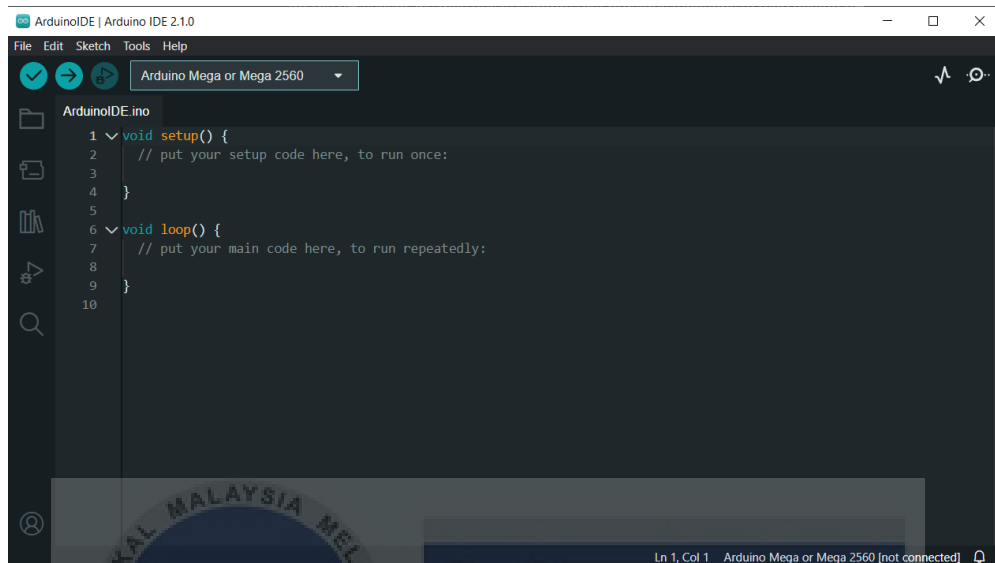 ArduinoIDE | Arduino IDE 2.1.0
File Edit Sketch Tools Help
Arduino Mega or Mega 2560
ArduinoIDE.ino
1 void setup() {
2 // put your setup code here, to run once:
3
4 }
5
6 void loop() {
7 // put your main code here, to run repeatedly:
8
9 }
10
KAL MALAYSIA MEL
Ln 1, Col 1 Arduino Mega or Mega 2560 [not connected]